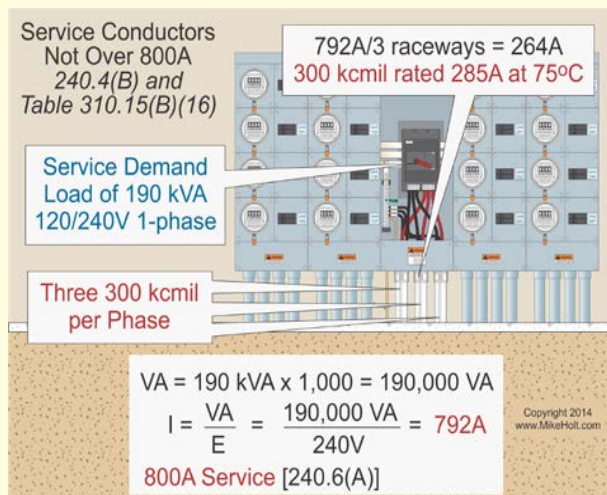 Service Conductors
Not Over 800A
240.4(B) and
Table 310.15(B)(16)
792A/3 raceways = 264A
300 kcmil rated 285A at 75ºC
Service Demand
Load of 190 kVA
120/240V 1-phase
Three 300 kcmil
per Phase
VA = 190 kVA x 1,000 = 190,000 VA
I = VA/E = 190,000 VA/240V = 792A
800A Service [240.6(A)]
Copyright 2014
www.MikeHolt.com